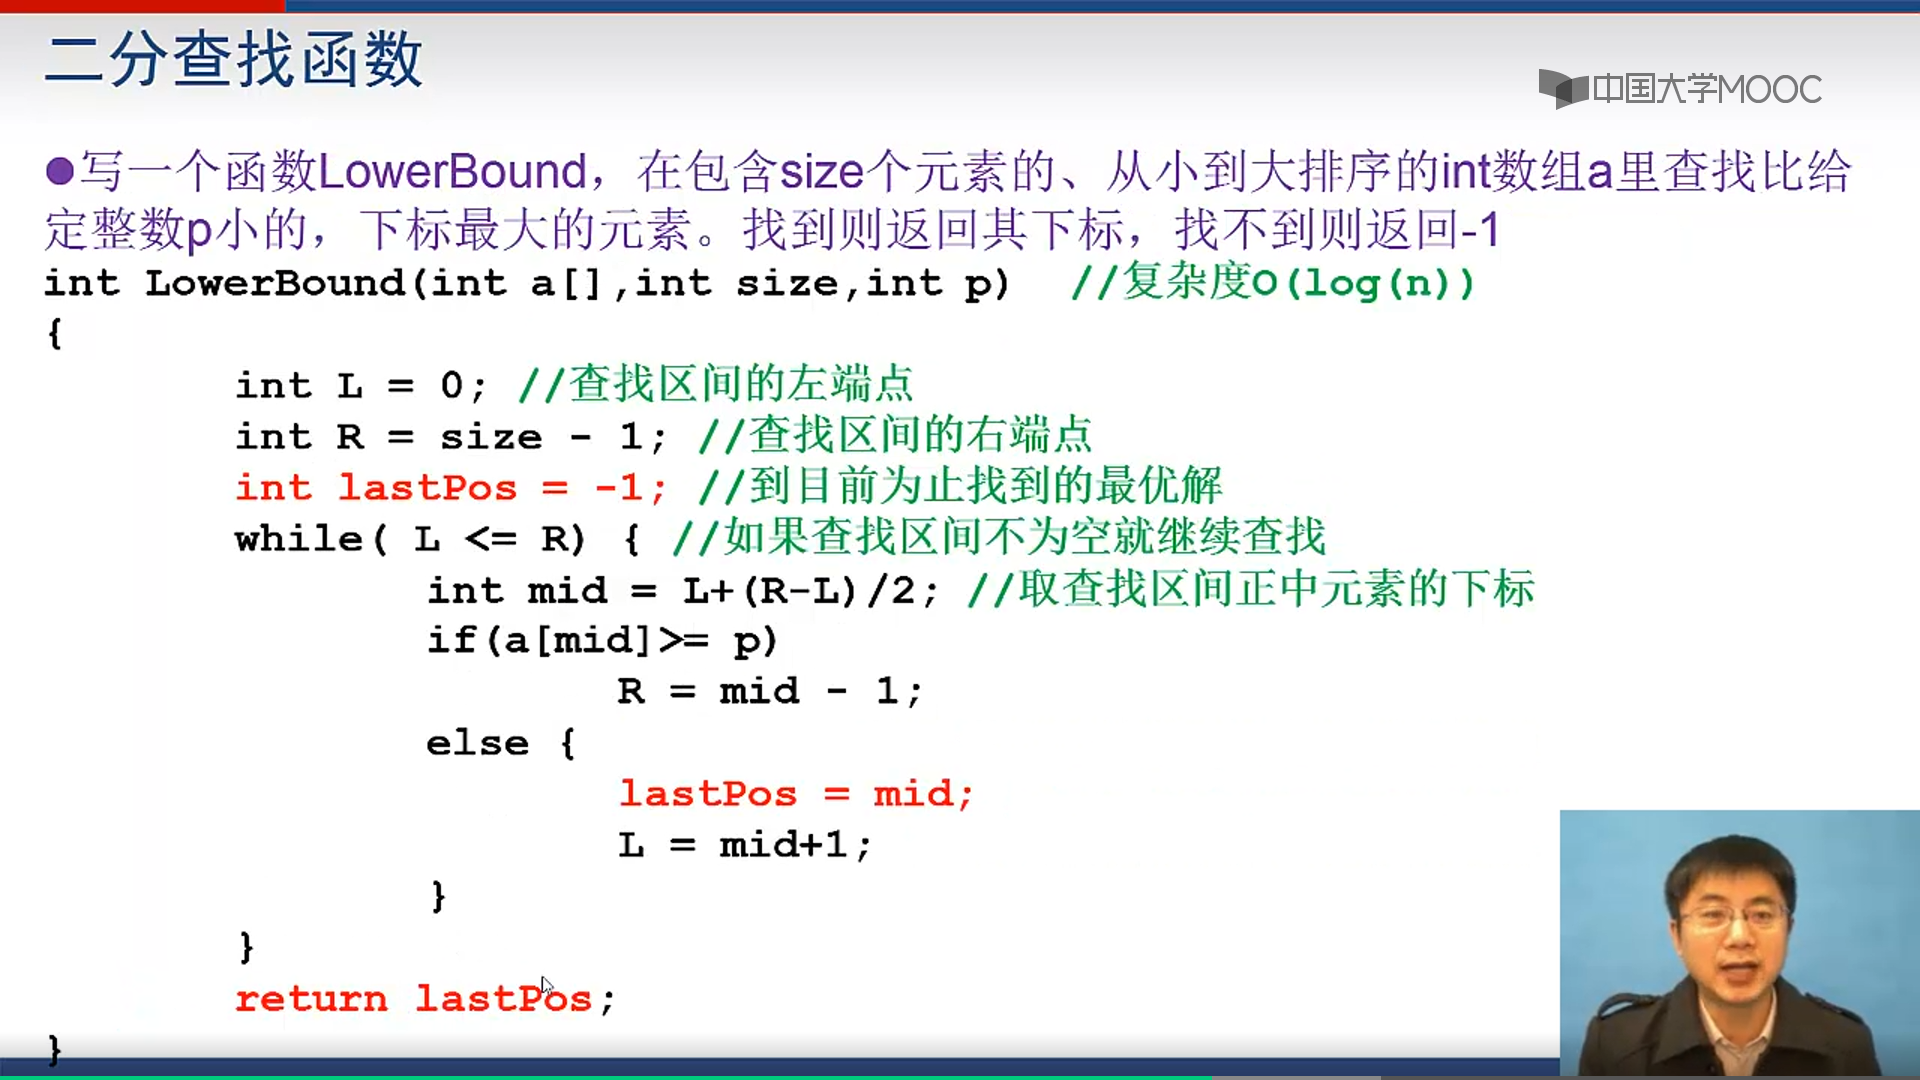 二分查找函数
中国大学MOOC
●写一个函数LowerBound，在包含size个元素的、从小到大排序的int数组a里查找比给
定整数p小的，下标最大的元素。找到则返回其下标，找不到则返回-1
int LowerBound(int a[],int size,int p) //复杂度O(log(n))
{
int L = 0; //查找区间的左端点
int R = size - 1; //查找区间的右端点
int lastPos = -1; //到目前为止找到的最优解
while( L <= R) { //如果查找区间不为空就继续查找
int mid = L+(R-L)/2; //取查找区间正中元素的下标
if(a[mid]>= p)
R = mid - 1;
else {
lastPos = mid;
L = mid+1;
}
}
return lastPos;
}